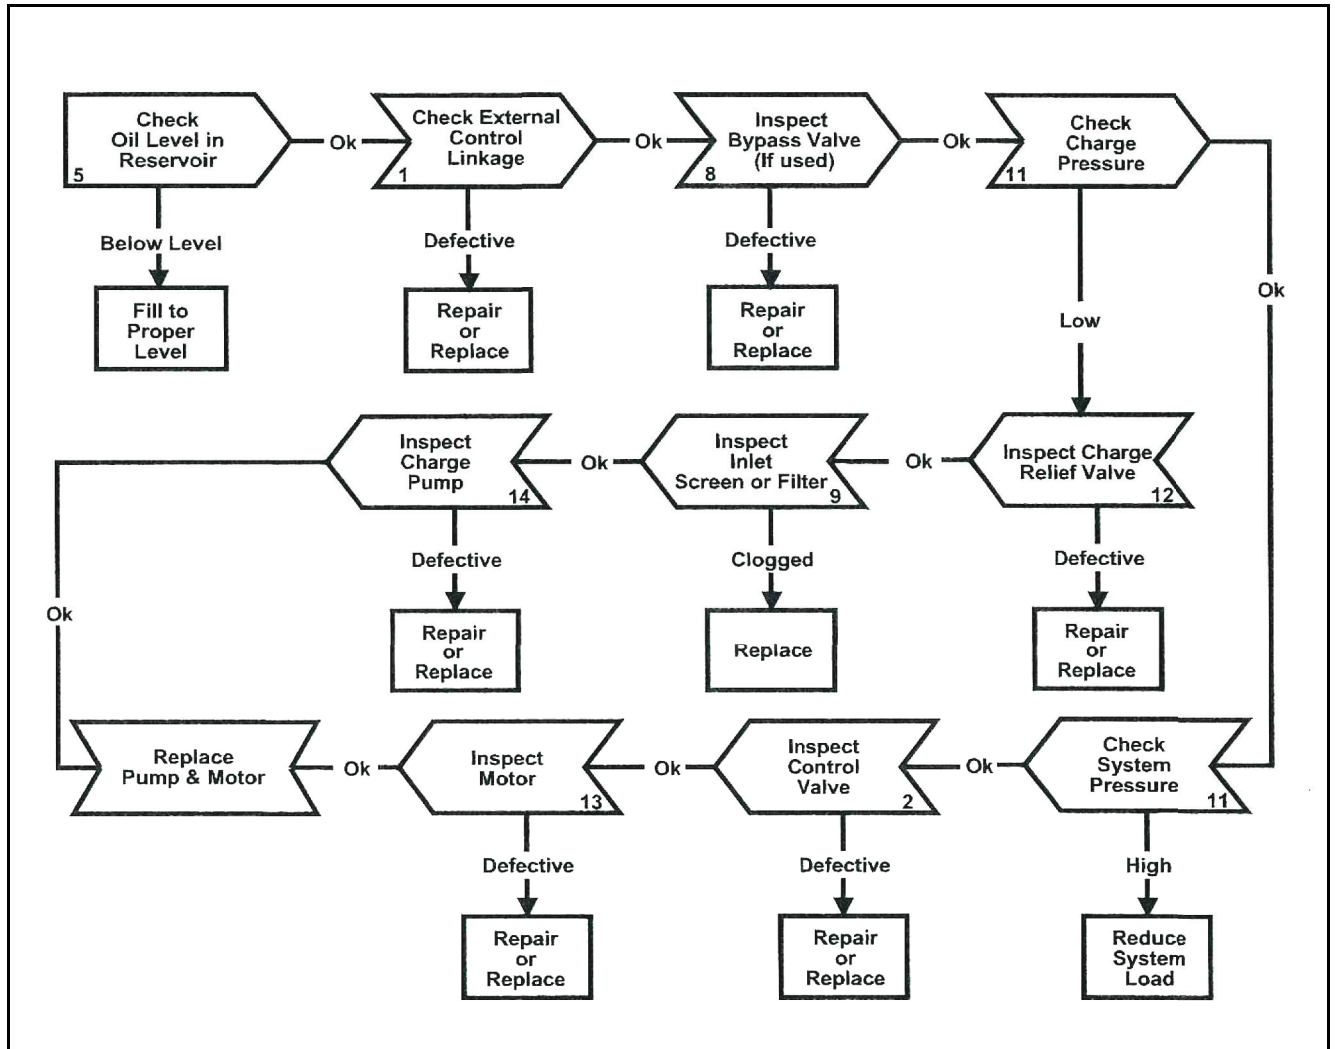 Check
Oil Level in
Reservoir
5
Ok
Check External
Control
Linkage
1
Ok
Inspect
Bypass Valve
(If used)
8
Ok
Check
Charge
Pressure
11
Below Level
Defective
Defective
Low
Ok
Fill to
Proper
Level
Repair
or
Replace
Repair
or
Replace
Inspect Charge
Relief Valve
12
Ok
Inspect
Inlet
Screen or Filter
9
Ok
Inspect
Charge
Pump
14
Defective
Clogged
Defective
Ok
Repair
or
Replace
Replace
Repair
or
Replace
Check
System
Pressure
11
Ok
Inspect
Control
Valve
2
Ok
Inspect
Motor
13
Ok
Replace
Pump & Motor
High
Defective
Defective
Reduce
System
Load
Repair
or
Replace
Repair
or
Replace